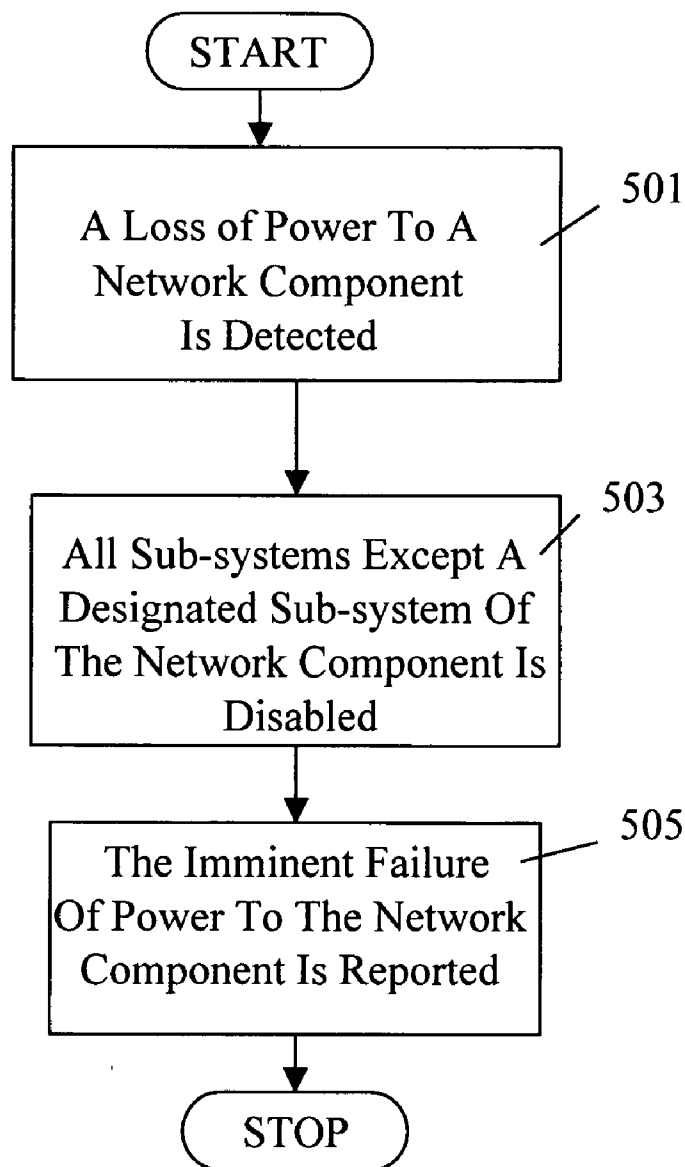 START
501
A Loss of Power To A
Network Component
Is Detected
503
All Sub-systems Except A
Designated Sub-system Of
The Network Component Is
Disabled
505
The Imminent Failure
Of Power To The Network
Component Is Reported
STOP